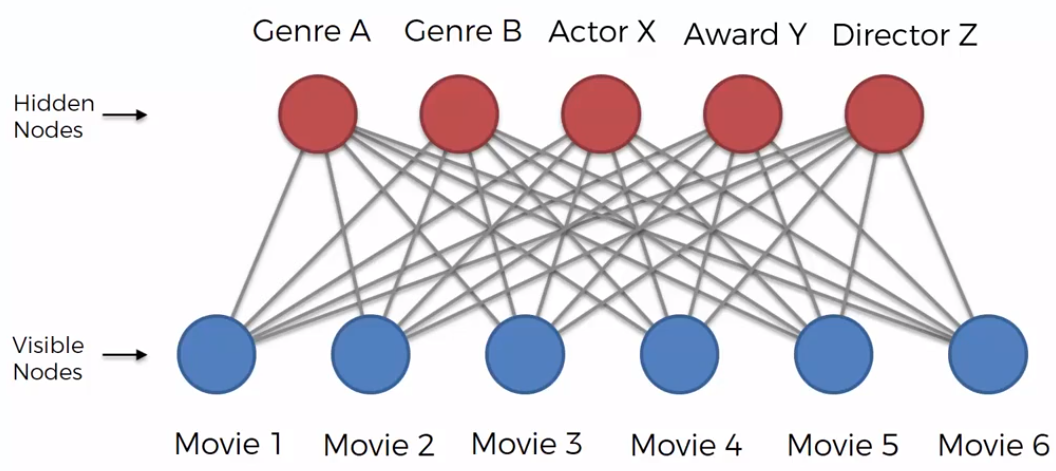 Genre A
Genre B
Actor X
Award Y
Director Z
Hidden
Nodes
Visible
Nodes
Movie 1
Movie 2
Movie 3
Movie 4
Movie 5
Movie 6